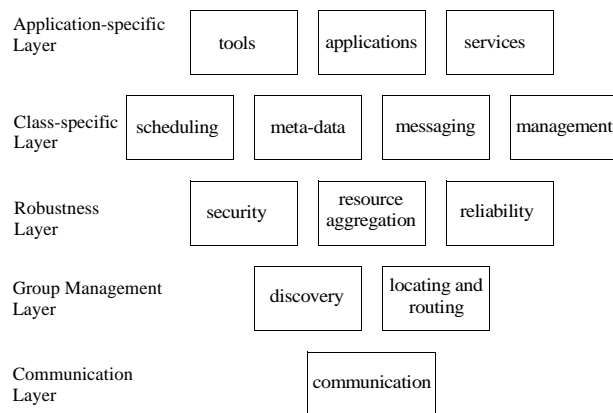 Application-specific
Layer
tools
applications
services
Class-specific
Layer
scheduling
meta-data
messaging
management
Robustness
Layer
security
resource
aggregation
reliability
Group Management
Layer
discovery
locating and
routing
Communication
Layer
communication